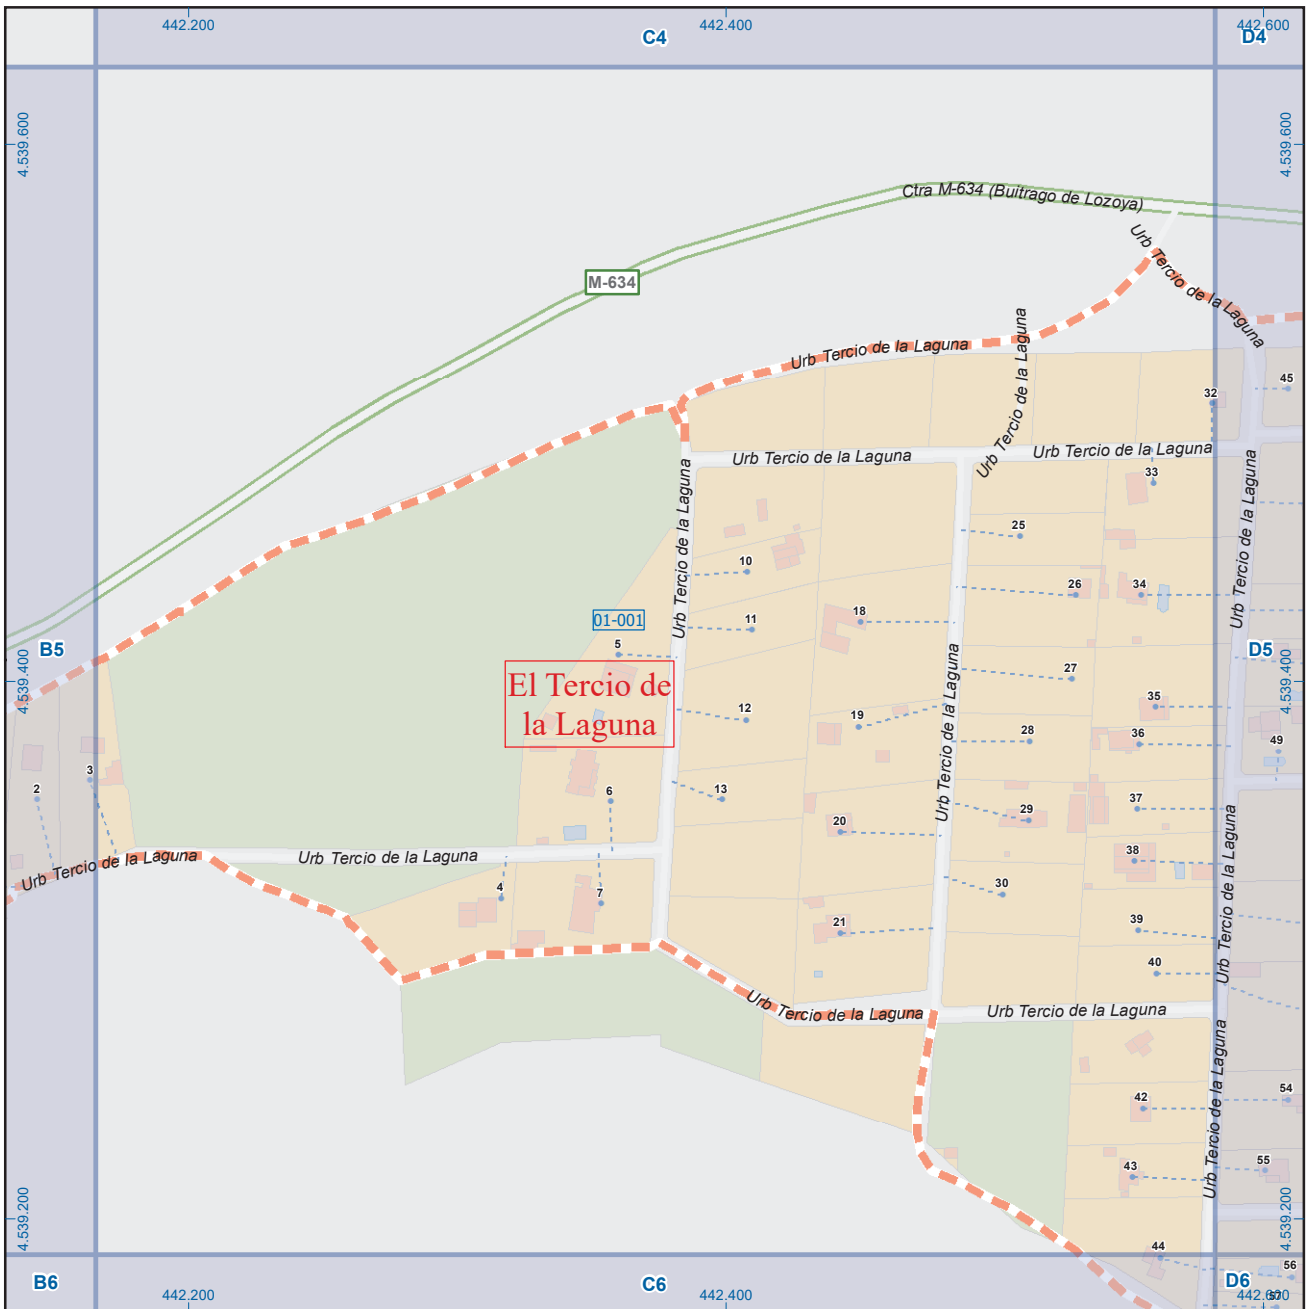 442.200
442.400
442.600
C4
D4
4.539.600
4.539.600
Ctra M-634 (Buitrago de Lozoya)
Urb Tercio de la Laguna
M-634
Urb Tercio de la Laguna
Urb Tercio de la Laguna
45
32
Urb Tercio de la Laguna
Urb Tercio de la Laguna
33
Urb Tercio de la Laguna
Urb Tercio de la Laguna
25
10
26
34
01-001
11
18
5
B5
D5
El Tercio de
la Laguna
4.539.400
4.539.400
27
35
12
19
28
36
49
Urb Tercio de la Laguna
3
2
6
13
37
29
20
Urb Tercio de la Laguna
Urb Tercio de la Laguna
Urb Tercio de la Laguna
38
4
7
30
21
39
40
Urb Tercio de la Laguna
Urb Tercio de la Laguna
Urb Tercio de la Laguna
42
54
43
55
4.539.200
4.539.200
44
56
B6
C6
D6
442.200
442.400
442.600
57